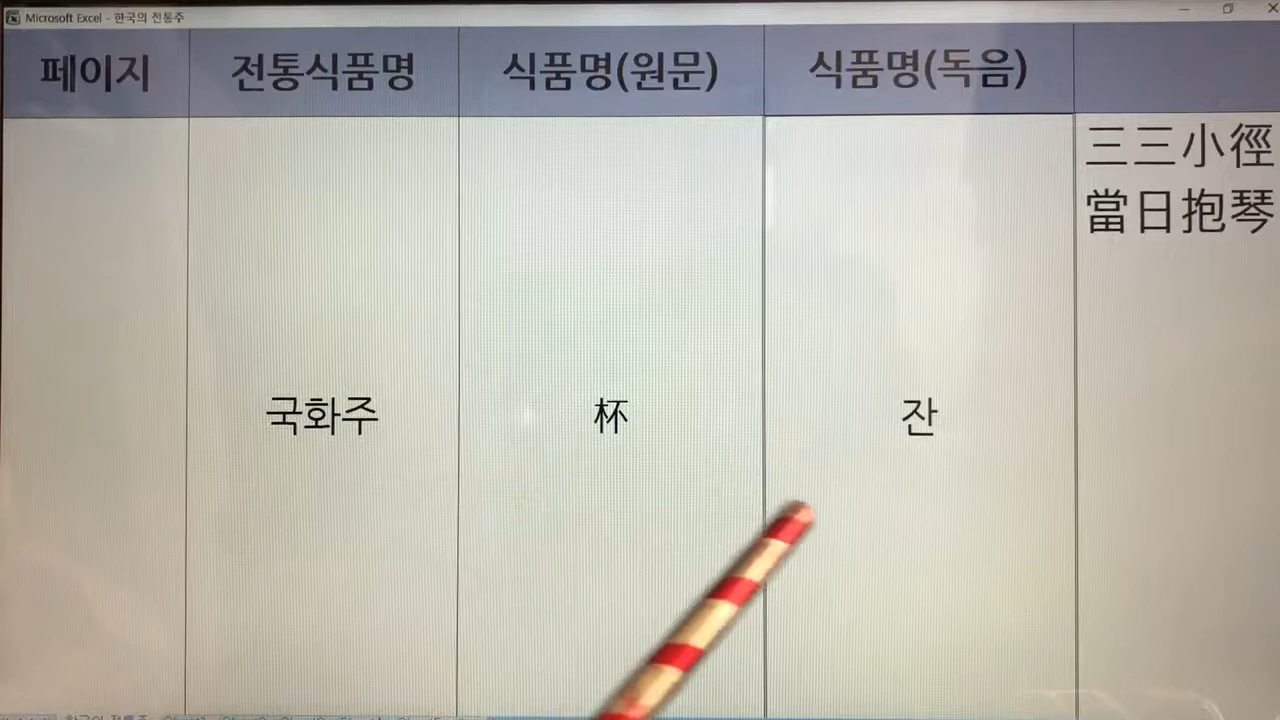 Microsoft Excel - 한국의 전통주
페이지 전통식품명 식품명(원문) 식품명(독음)
三三小徑
當日抱琴
국화주 杯 잔